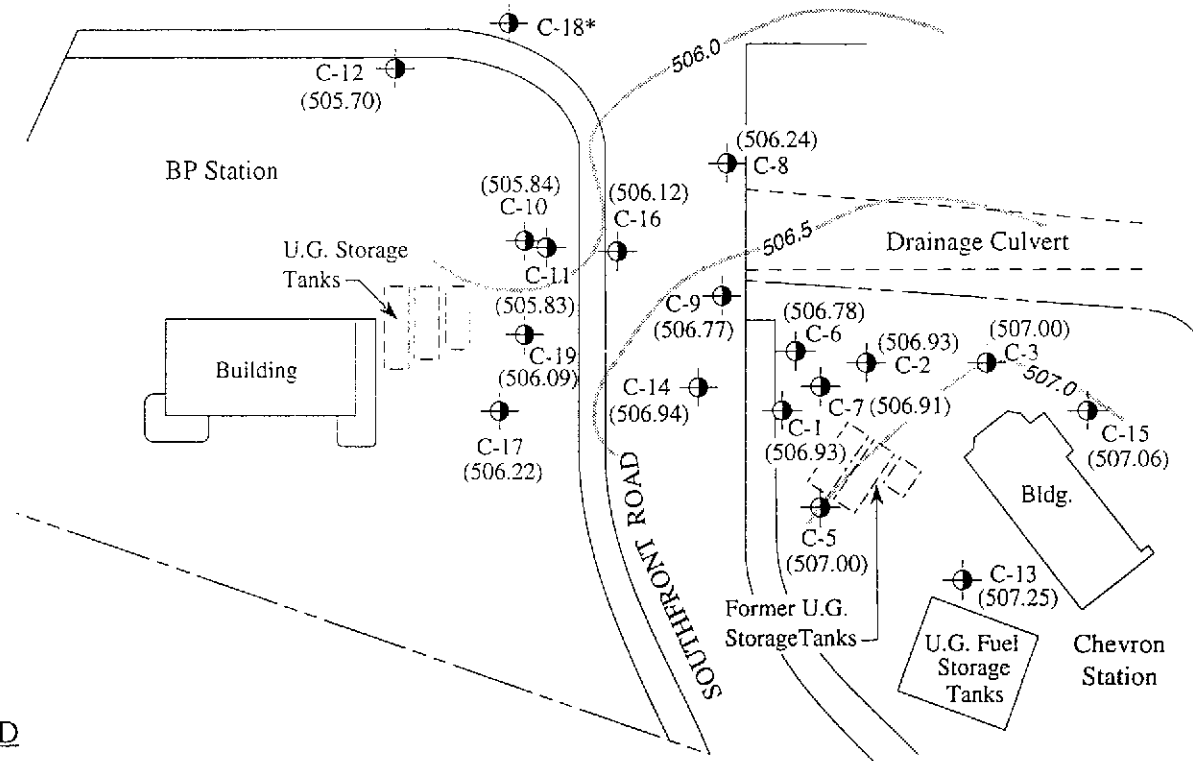 C-18*
506.0
C-12
(505.70)
(506.24)
C-8
BP Station
(505.84)
C-10
(506.12)
C-16
506.5
Drainage Culvert
U.G. Storage
Tanks
C-11
(505.83)
C-9
(506.77)
(506.78)
C-6
(506.93)
C-2
(507.00)
C-3
507.0
Building
C-19
(506.09)
C-14
(506.94)
C-7
(506.91)
C-1
(506.93)
C-15
(507.06)
C-17
(506.22)
Bldg.
SOUTHFRONT ROAD
C-5
(507.00)
C-13
(507.25)
Former U.G.
StorageTanks
U.G. Fuel
Storage
Tanks
Chevron
Station
D